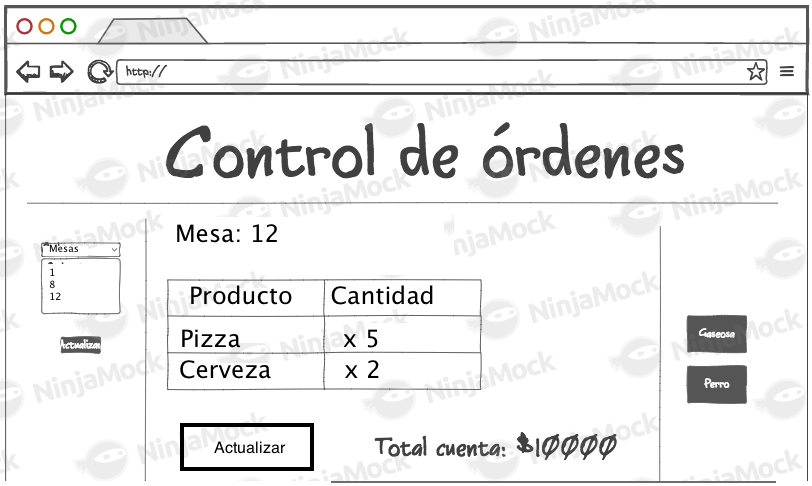 http://
Control de órdenes
Mesas
1
8
12
Actualizar
Mesa: 12
Producto Cantidad
Pizza x 5
Cerveza x 2
Actualizar
Total cuenta: $10000
Gaseosa
Perro
NinjaMock